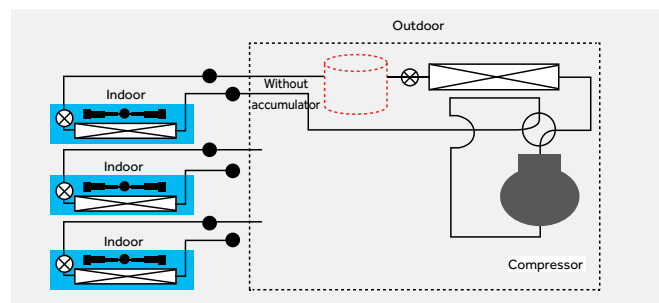 Outdoor
Indoor
Without
accumulator
Indoor
Indoor
Compressor